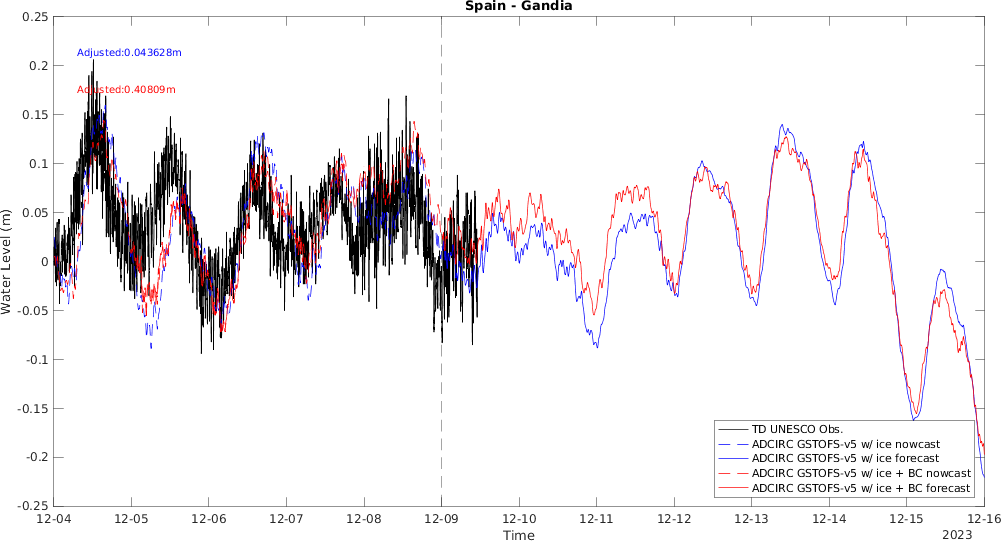 Spain - Gandia
0.25
0.2
0.15
0.1
0.05
0
-0.05
-0.1
-0.15
-0.2
-0.25
Water Level (m)
Adjusted:0.043628m
Adjusted:0.40809m
TD UNESCO Obs.
ADCIRC GSTOFS-v5 w/ ice nowcast
ADCIRC GSTOFS-v5 w/ ice forecast
ADCIRC GSTOFS-v5 w/ ice + BC nowcast
ADCIRC GSTOFS-v5 w/ ice + BC forecast
12-04 12-05 12-06 12-07 12-08 12-09 12-10 12-11 12-12 12-13 12-14 12-15 12-16
Time
2023